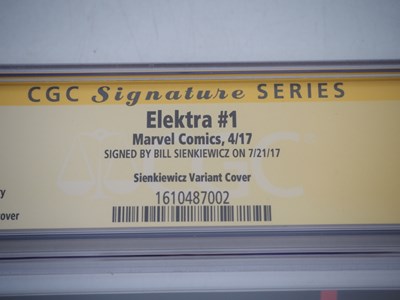 CGC Signature SERIES
Elektra #1
Marvel Comics, 4/17
SIGNED BY BILL SIENKIEWICZ ON 7/21/17
Sienkiewicz Variant Cover
1610487002
over